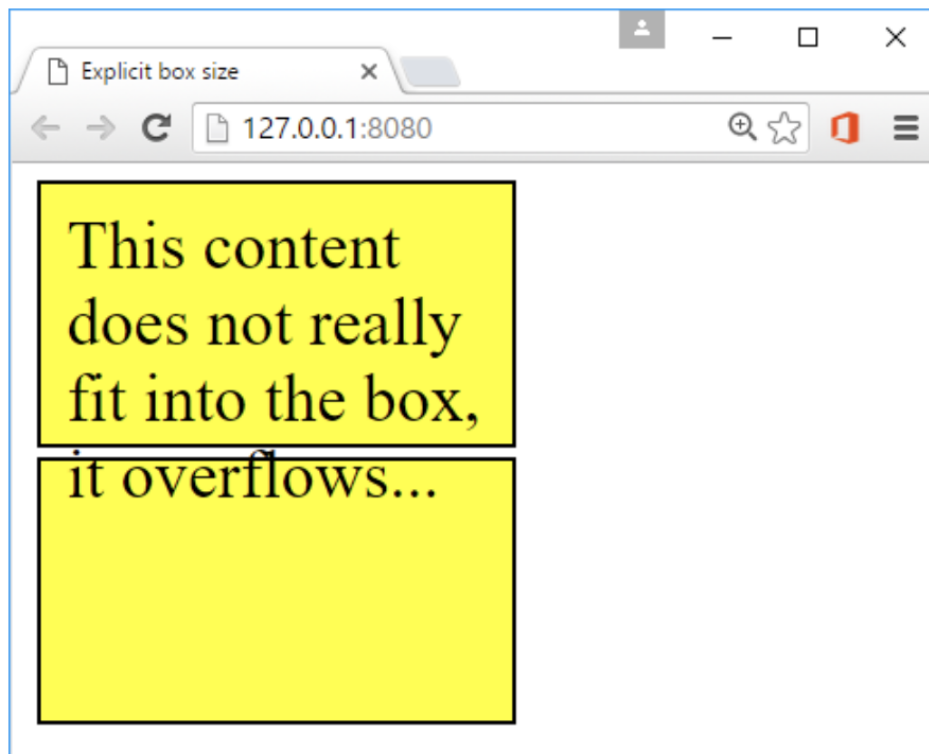 Explicit box size
127.0.0.1:8080
This content
does not really
fit into the box,
it overflows...